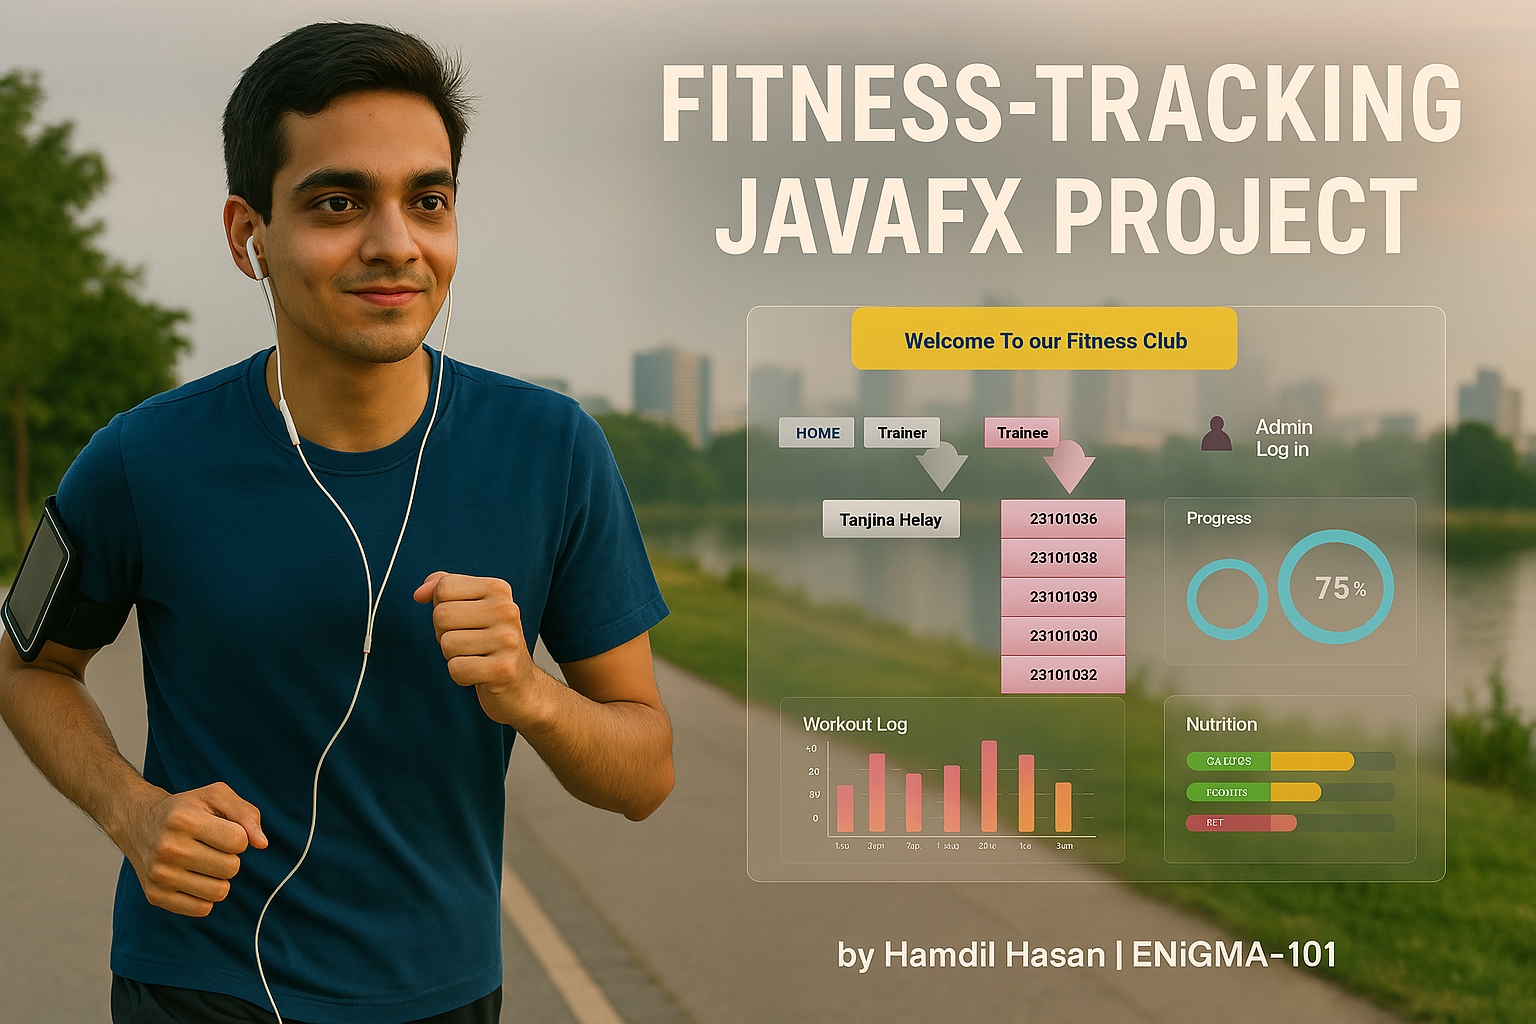 FITNESS-TRACKING
JAVAFX PROJECT
Welcome To our Fitness Club
HOME
Trainer
Trainee
Admin
Log in
Tanjina Helay
23101036
23101038
23101039
23101030
23101032
Progress
75%
Workout Log
20
0
Nutrition
by Hamdil Hasan | ENiGMA-101